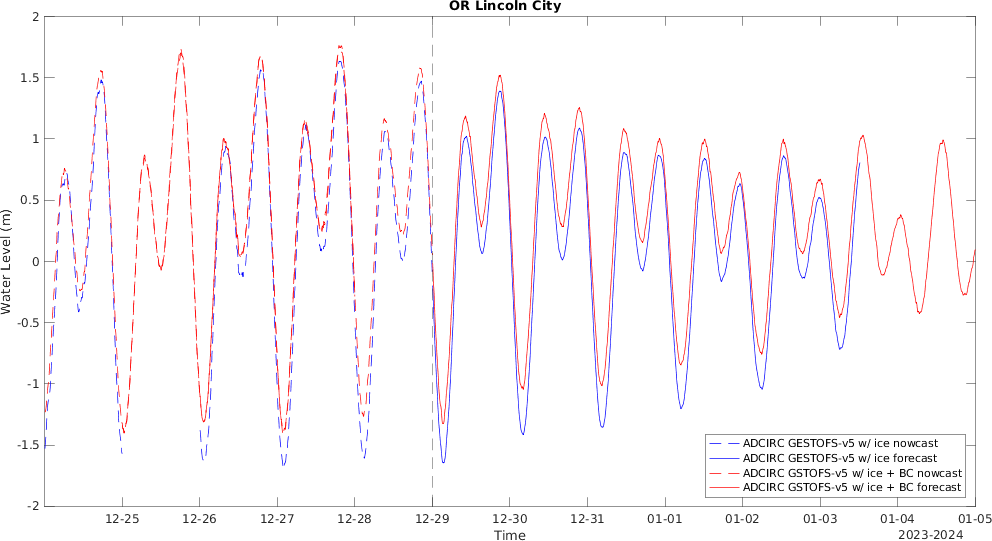 OR Lincoln City
2
1.5
1
0.5
0
-0.5
-1
-1.5
-2
Water Level (m)
12-25 12-26 12-27 12-28 12-29 12-30 12-31 01-01 01-02 01-03 01-04 01-05
Time
2023-2024
ADCIRC GESTOFS-v5 w/ ice nowcast
ADCIRC GESTOFS-v5 w/ ice forecast
ADCIRC GSTOFS-v5 w/ ice + BC nowcast
ADCIRC GSTOFS-v5 w/ ice + BC forecast